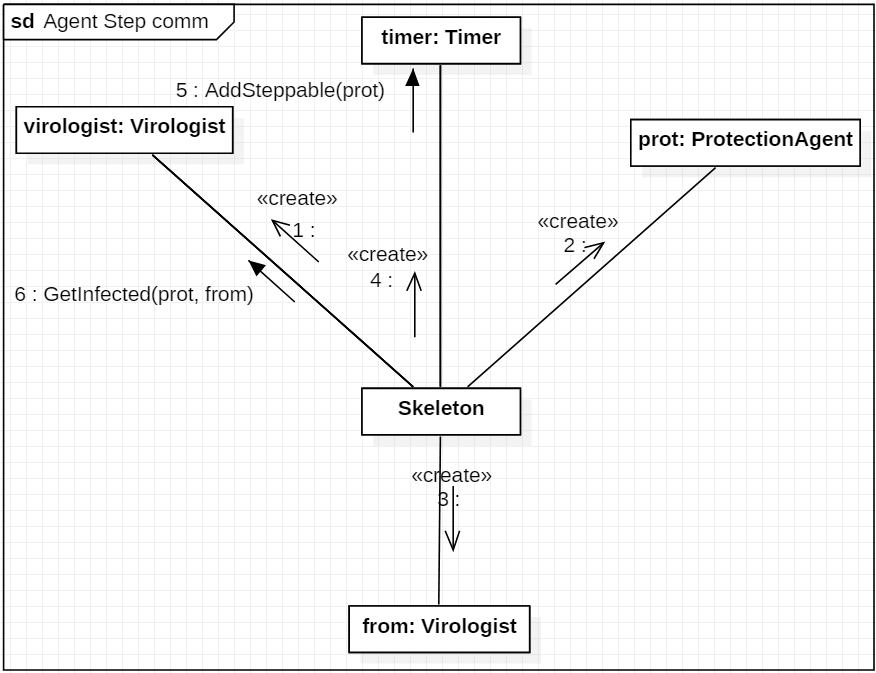 sd Agent Step comm
timer: Timer
5 : AddSteppable(prot)
virologist: Virologist
prot: ProtectionAgent
«create»
1 :
«create»
2 :
«create»
4 :
6 : GetInfected(prot, from)
Skeleton
«create»
3 :
from: Virologist